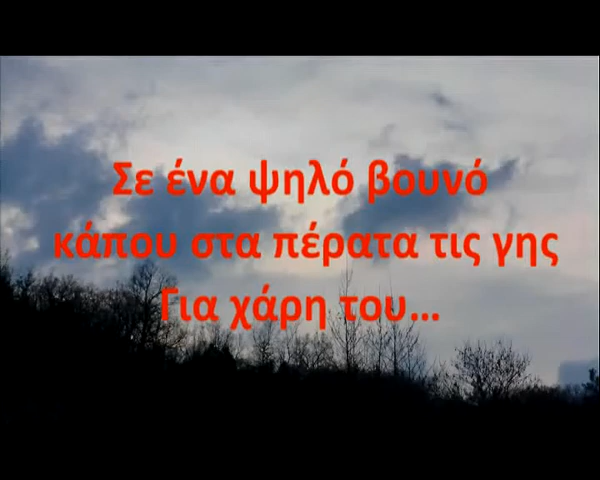 Σε ένα ψηλό βουνό
κάπου στα πέρατα τις γης
Για χάρη του...